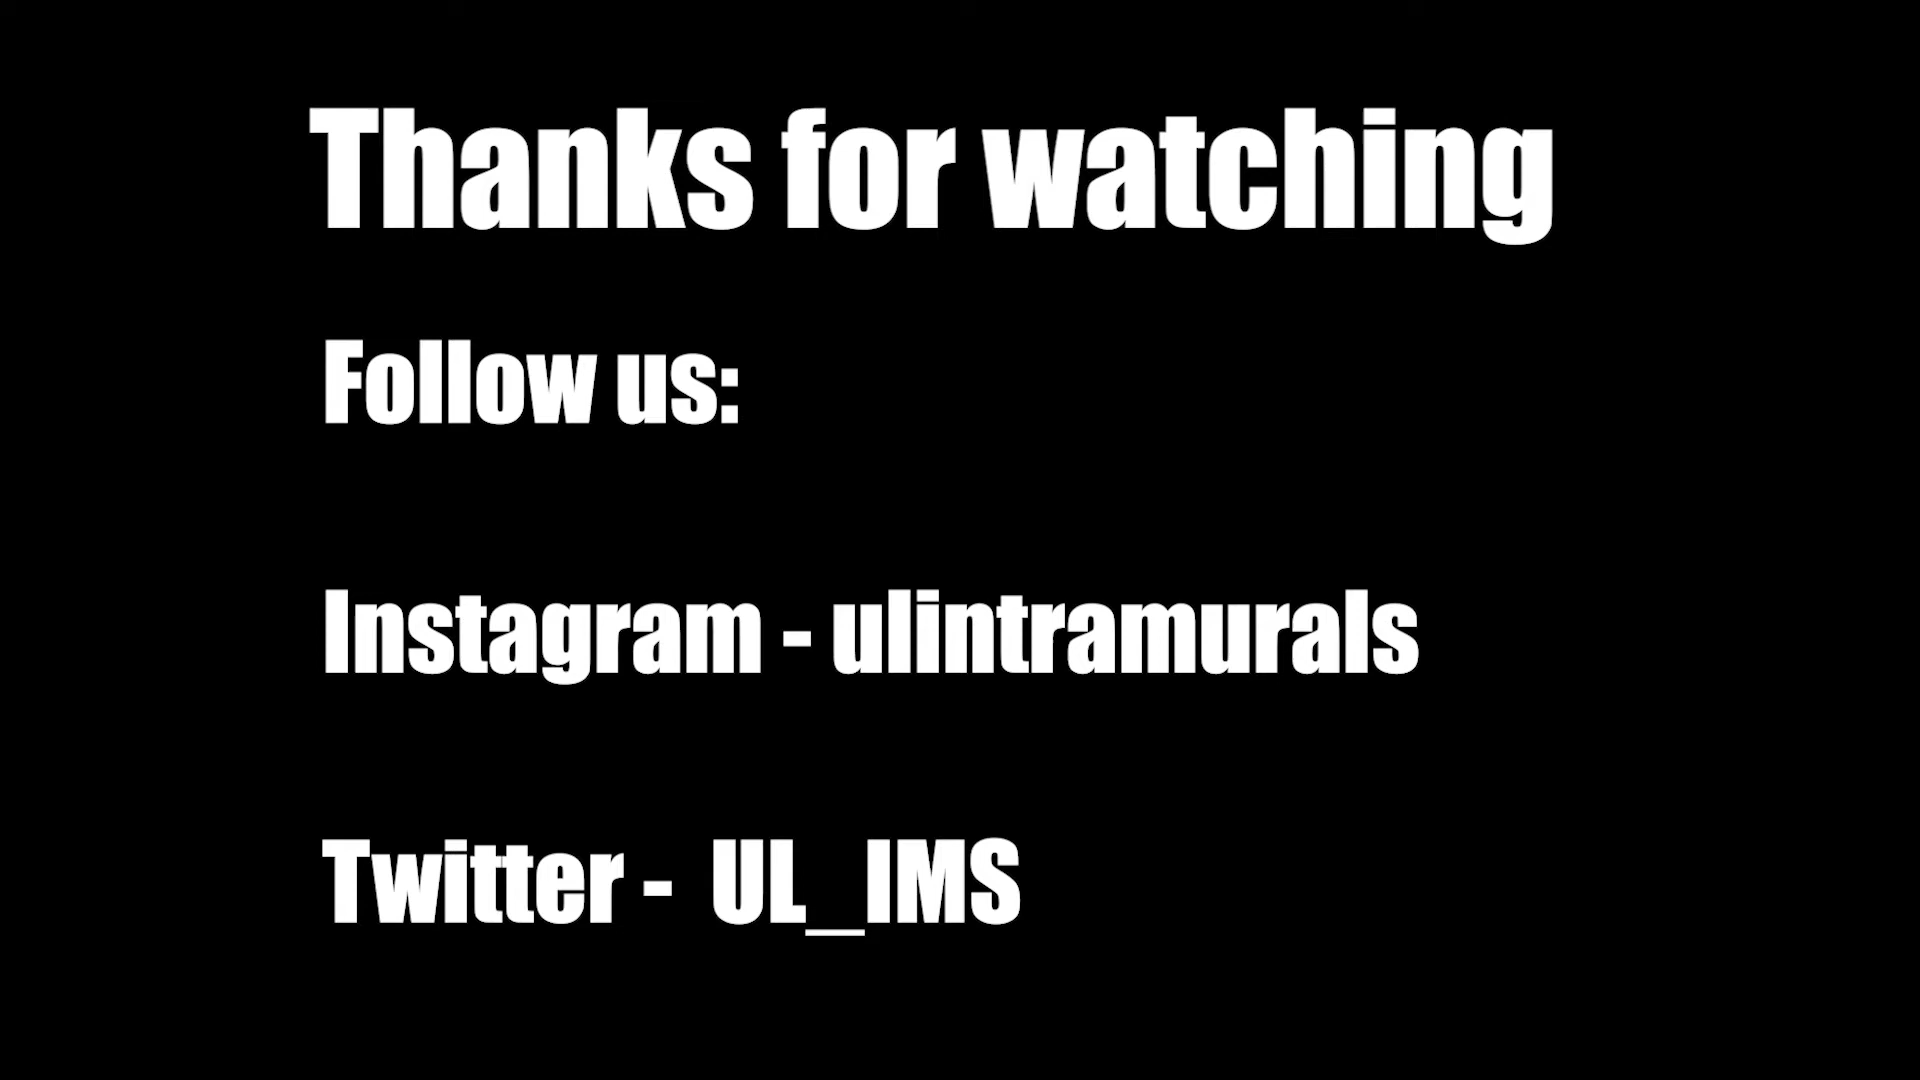 Thanks for watching
Follow us:
Instagram - ulintramurals
Twitter -  UL_IMS